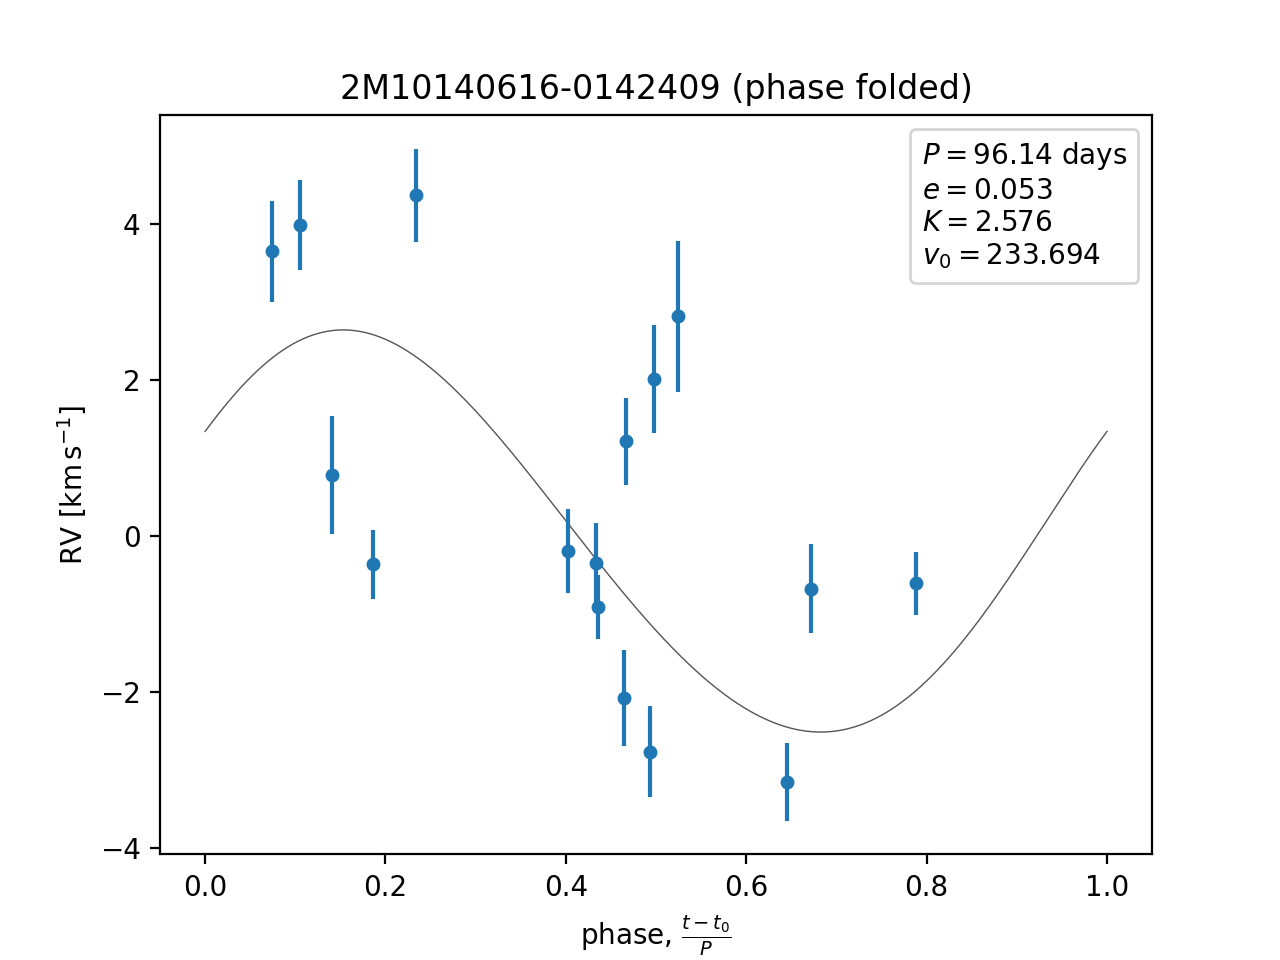 2M10140616-0142409 (phase folded)
P = 96.14 days
e = 0.053
K = 2.576
v₀ = 233.694
4
2
0
−2
−4
RV [km s⁻¹]
0.0 0.2 0.4 0.6 0.8 1.0
phase, (t − t₀)/P